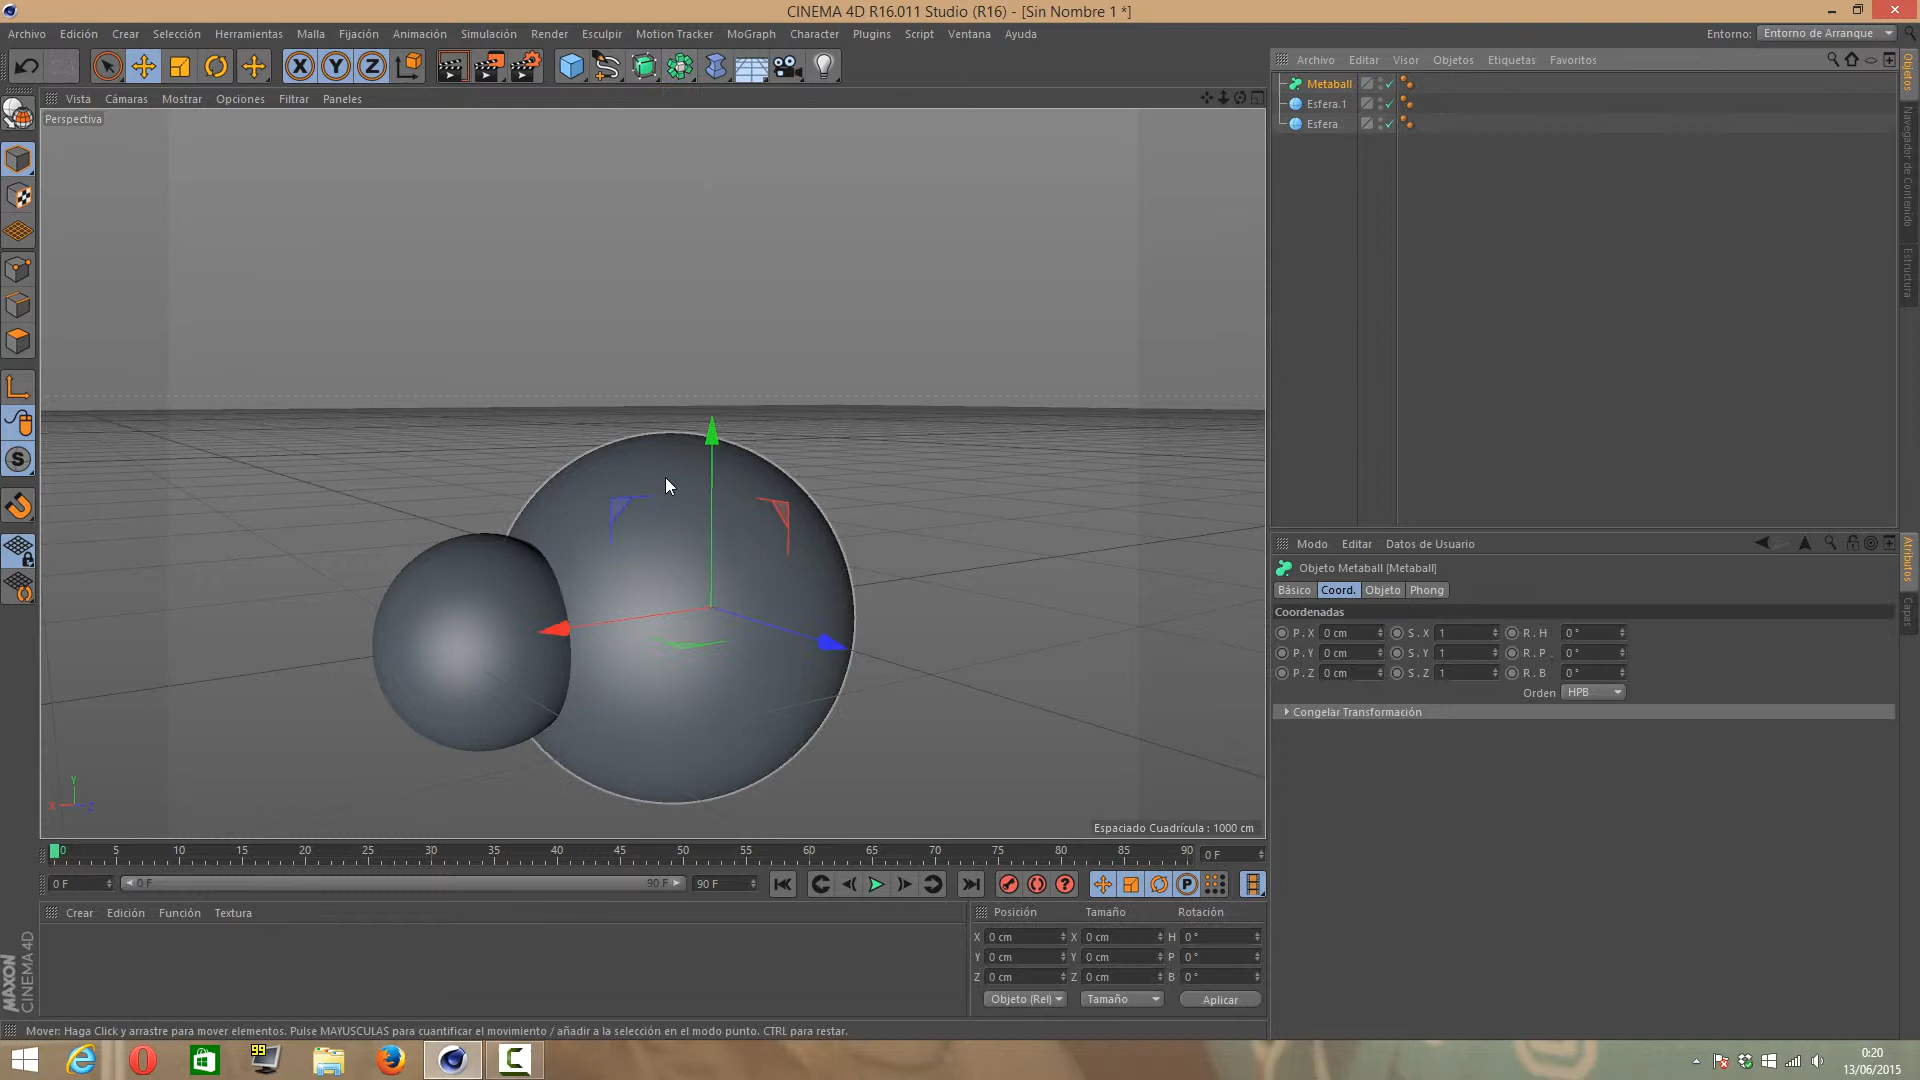 CINEMA 4D R16.011 Studio (R16) - [Sin Nombre 1 *]
Archivo Edición Crear Selección Herramientas Malla Fijación Animación Simulación Render Esculpir Motion Tracker MoGraph Character Plugins Script Ventana Ayuda Entorno: Entorno de Arranque
X Y Z
Vista Cámaras Mostrar Opciones Filtrar Paneles
Perspectiva
Archivo Editar Visor Objetos Etiquetas Favoritos
Metaball
Esfera.1
Esfera
Objetos
Navegador de Contenido
Estructura
S
Modo Editar Datos de Usuario
Objeto Metaball [Metaball]
Básico Coord. Objeto Phong
Coordenadas
P . X 0 cm S . X 1 R . H 0 °
P . Y 0 cm S . Y 1 R . P . 0 °
P . Z 0 cm S . Z 1 R . B 0 °
Orden HPB
Congelar Transformación
Atributos
Capas
Y
X Z
Espaciado Cuadrícula : 1000 cm
0 5 10 15 20 25 30 35 40 45 50 55 60 65 70 75 80 85 90 0 F
0 F 0 F 90 F 90 F P
Crear Edición Función Textura
Posición Tamaño Rotación
X 0 cm X 0 cm H 0 °
Y 0 cm Y 0 cm P 0 °
Z 0 cm Z 0 cm B 0 °
Objeto (Rel) Tamaño Aplicar
MAXON
CINEMA 4D
Mover: Haga Click y arrastre para mover elementos. Pulse MAYUSCULAS para cuantificar el movimiento / añadir a la selección en el modo punto. CTRL para restar.
99
0:20
13/06/2015